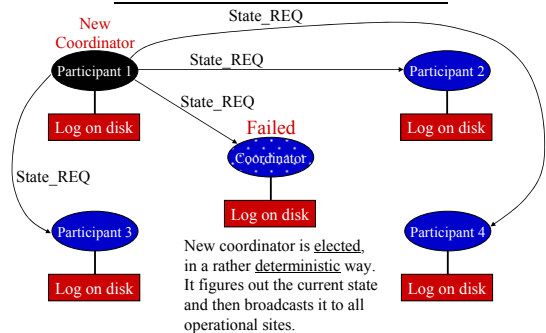 State_REQ
New
Coordinator
Participant 1
State_REQ
Participant 2
Log on disk
State_REQ
Log on disk
Failed
Coordinator
State_REQ
Log on disk
Participant 3
Participant 4
Log on disk
Log on disk
New coordinator is elected,
in a rather deterministic way.
It figures out the current state
and then broadcasts it to all
operational sites.